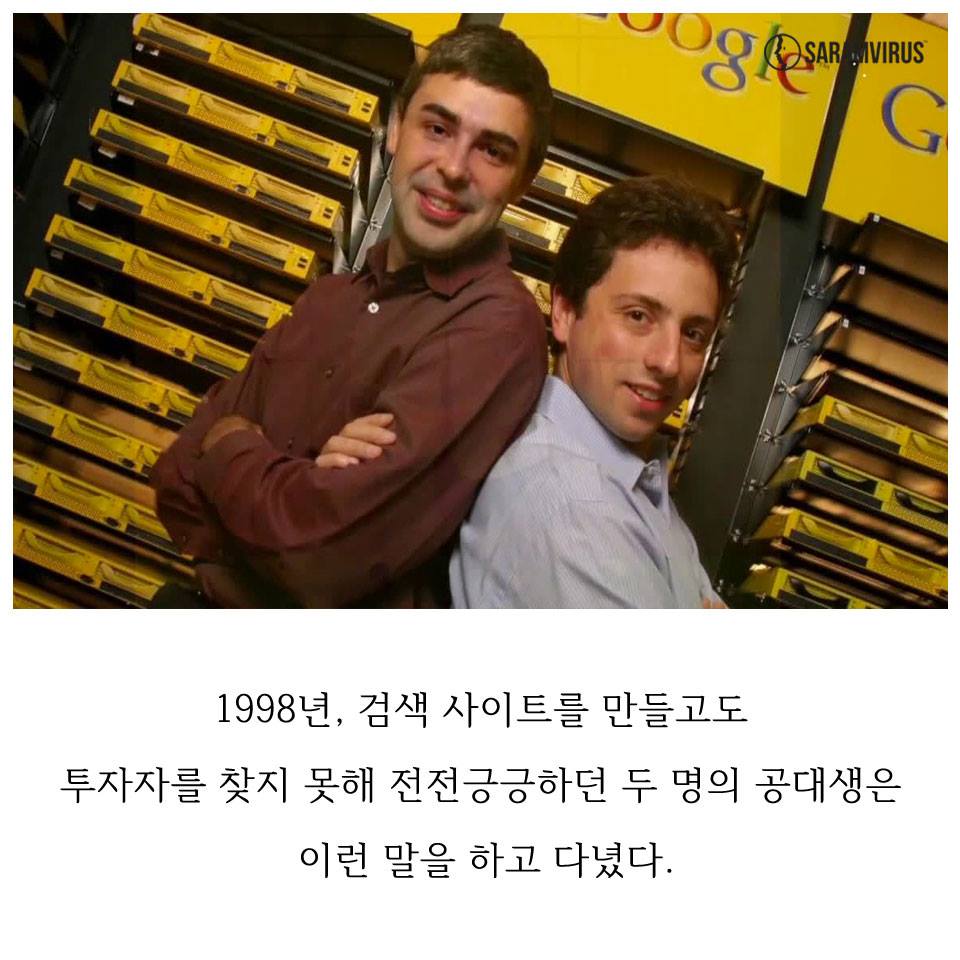 Google
SARAMVIRUS
G
1998년, 검색 사이트를 만들고도
투자자를 찾지 못해 전전긍긍하던 두 명의 공대생은
이런 말을 하고 다녔다.